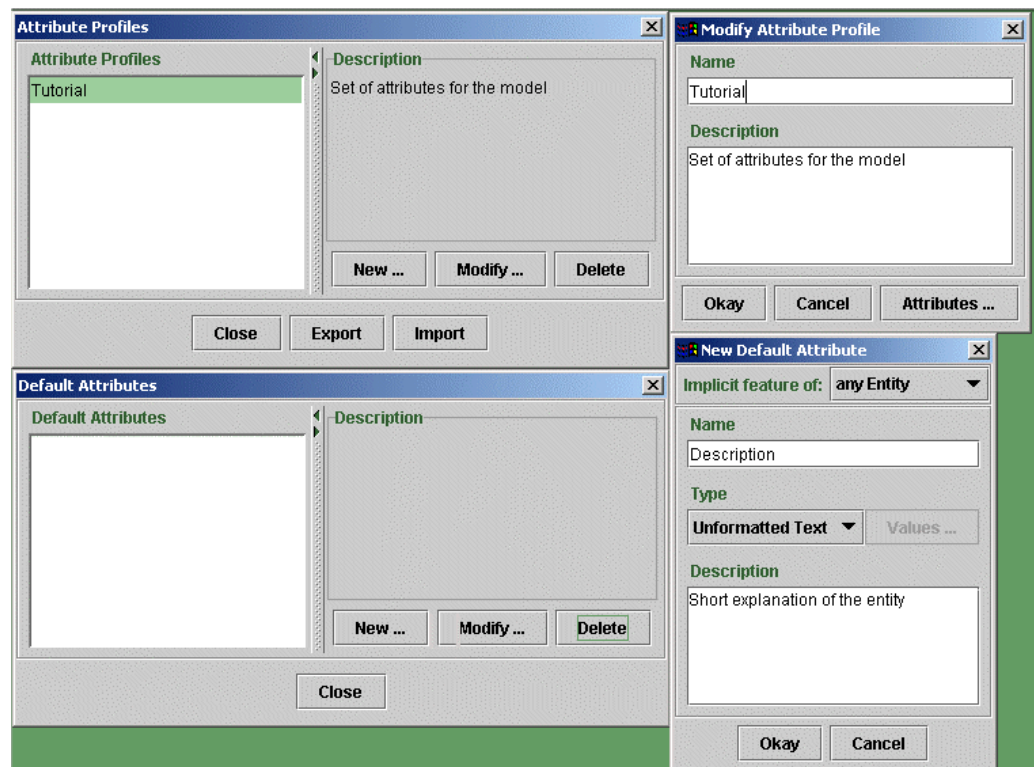 Attribute Profiles
Attribute Profiles
Tutorial
Description
Set of attributes for the model
New ... Modify ... Delete
Close Export Import
Modify Attribute Profile
Name
Tutorial
Description
Set of attributes for the model
Okay Cancel Attributes ...
Default Attributes
Default Attributes
Description
New ... Modify ... Delete
Close
New Default Attribute
Implicit feature of: any Entity
Name
Description
Type
Unformatted Text Values ...
Description
Short explanation of the entity
Okay Cancel